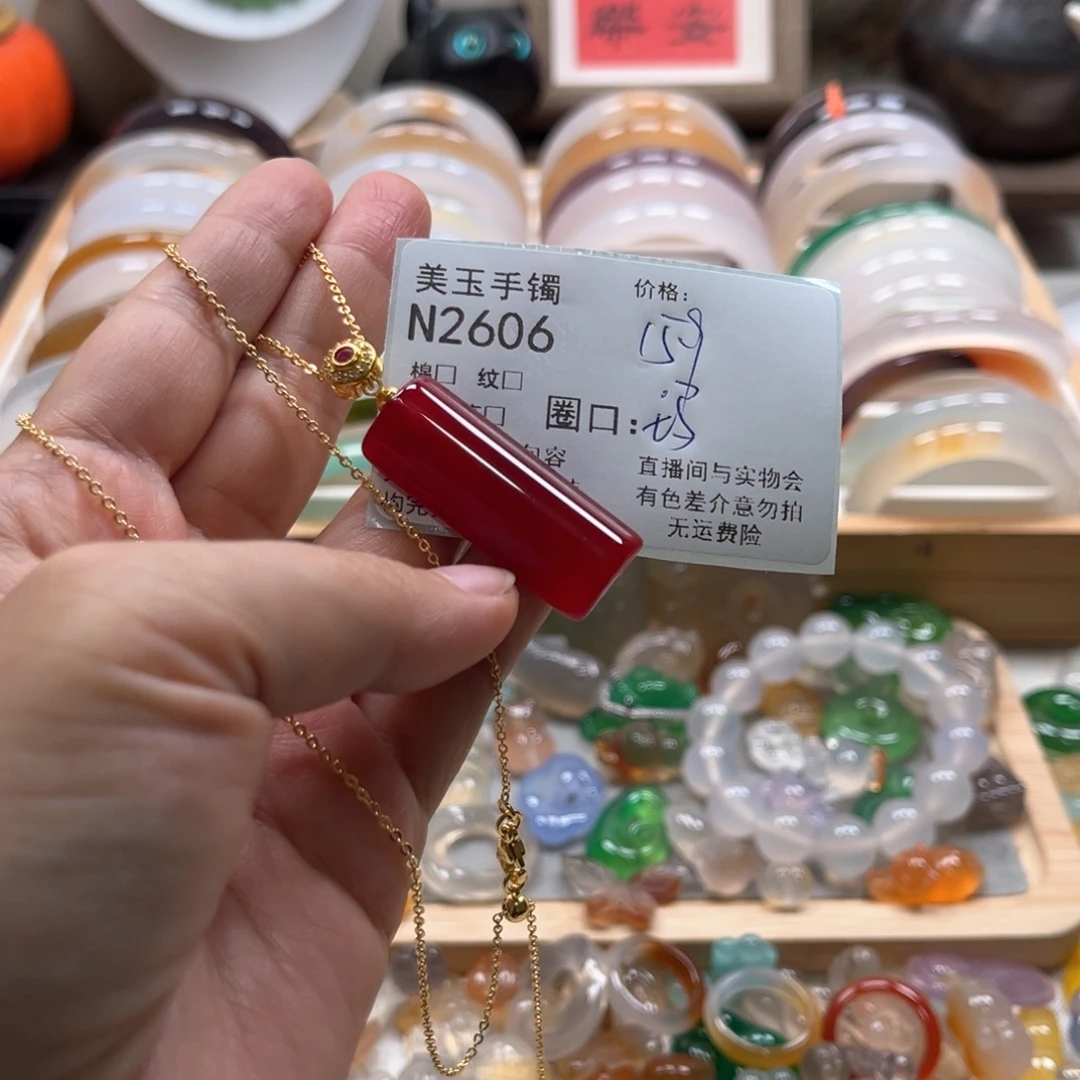 美玉手镯
价格:
N2606
159
棉□ 纹□
圈口:
直播间与实物会
有色差介意勿拍
无运费险